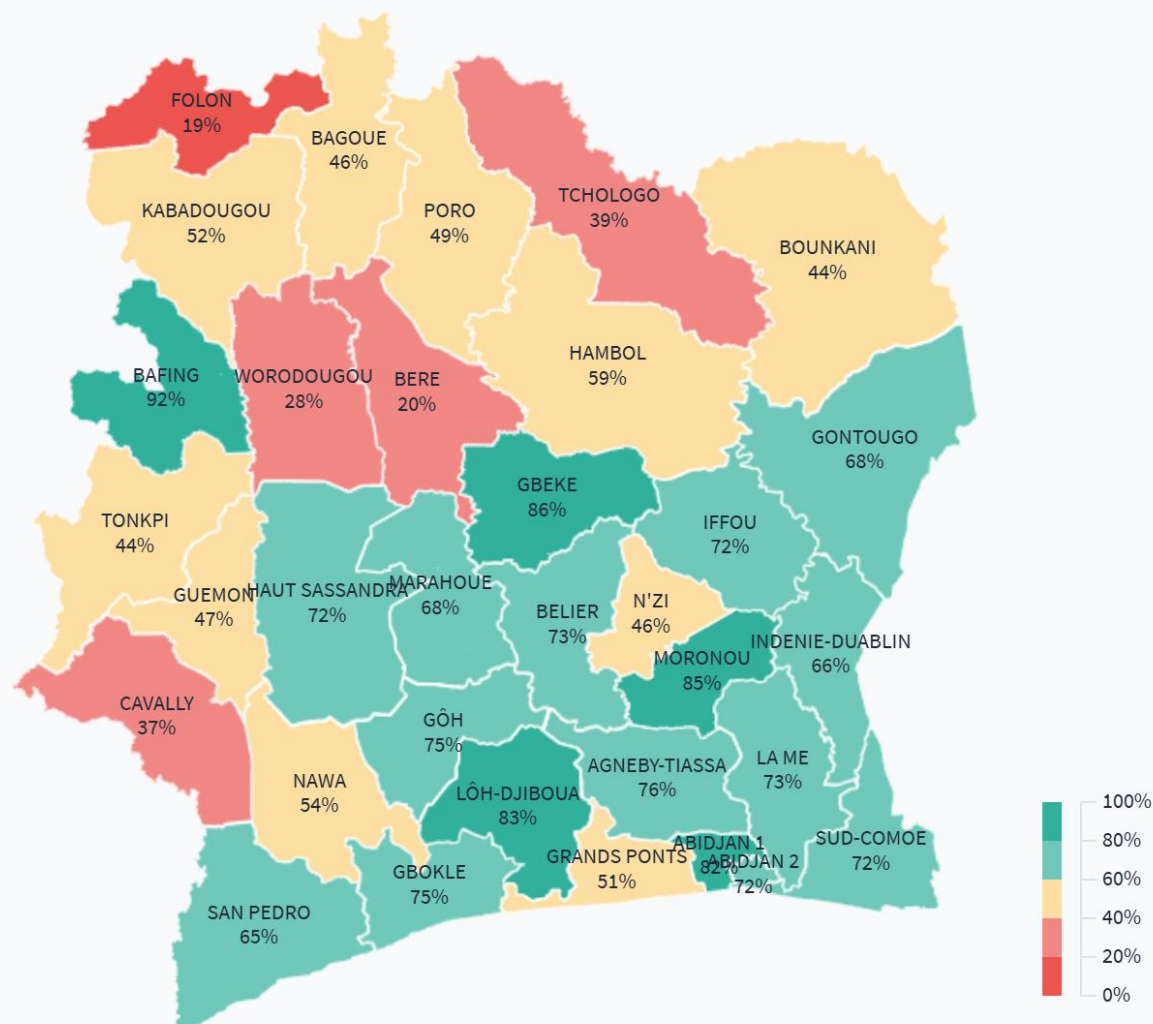 FOLON
19%
BAGOUE
46%
KABADOUGOU
52%
PORO
49%
TCHOLOGO
39%
BOUNKANI
44%
BAFING
92%
WORODOUGOU
28%
BERE
20%
HAMBOL
59%
GONTOUGO
68%
GBEKE
86%
TONKPI
44%
IFFOU
72%
GUEMON
47%
HAUT SASSANDRA
72%
MARAHOUE
68%
BELIER
73%
N'ZI
46%
MORONOU
85%
INDENIE-DUABLIN
66%
CAVALLY
37%
GÔH
75%
NAWA
54%
LÔH-DJIBOUA
83%
AGNEBY-TIASSA
76%
LA ME
73%
GRANDS PONTS
51%
ABIDJAN 1
82%
ABIDJAN 2
72%
SUD-COMOE
72%
GBOKLE
75%
SAN PEDRO
65%
100%
80%
60%
40%
20%
0%